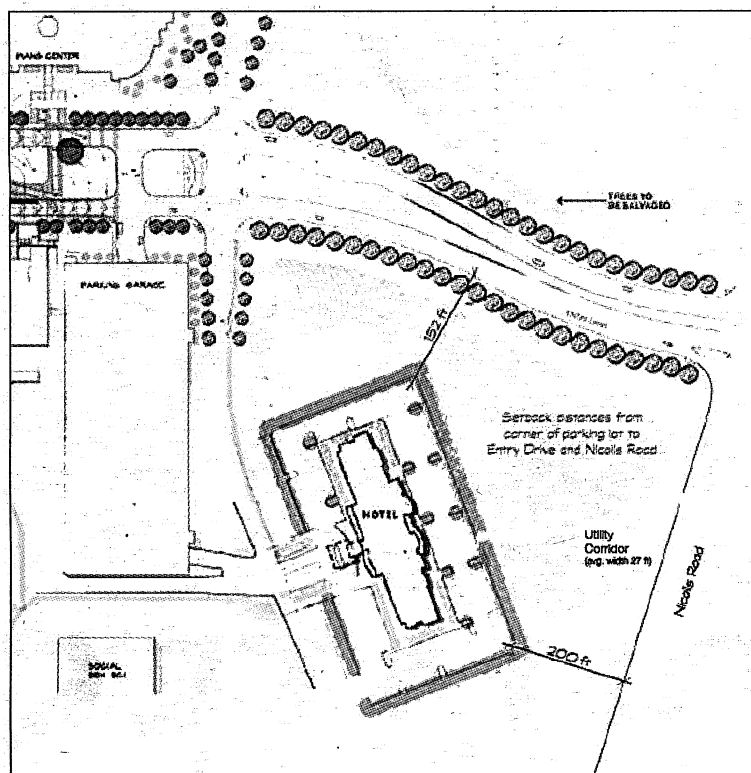 CENTER
TREES TO
BE SALVAGED
PARKING GARAGE
152 ft
Setback distances from
corner of parking lot to
Entry Drive and Nicolls Road
HOTEL
Utility
Corridor
(avg. width 27 ft)
Nicolls Road
200 ft
SOCIAL